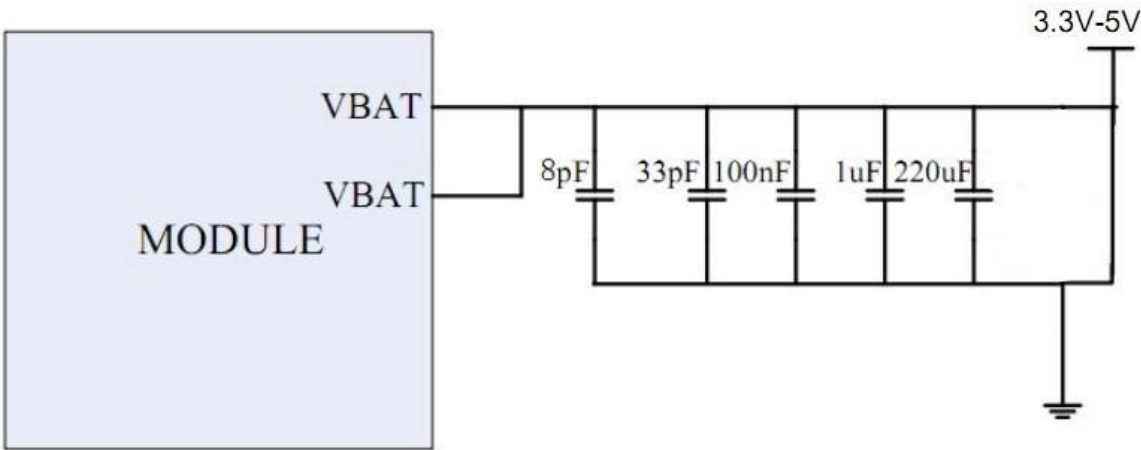 3.3V-5V
VBAT
8pF 33pF 100nF 1uF 220uF
VBAT
MODULE